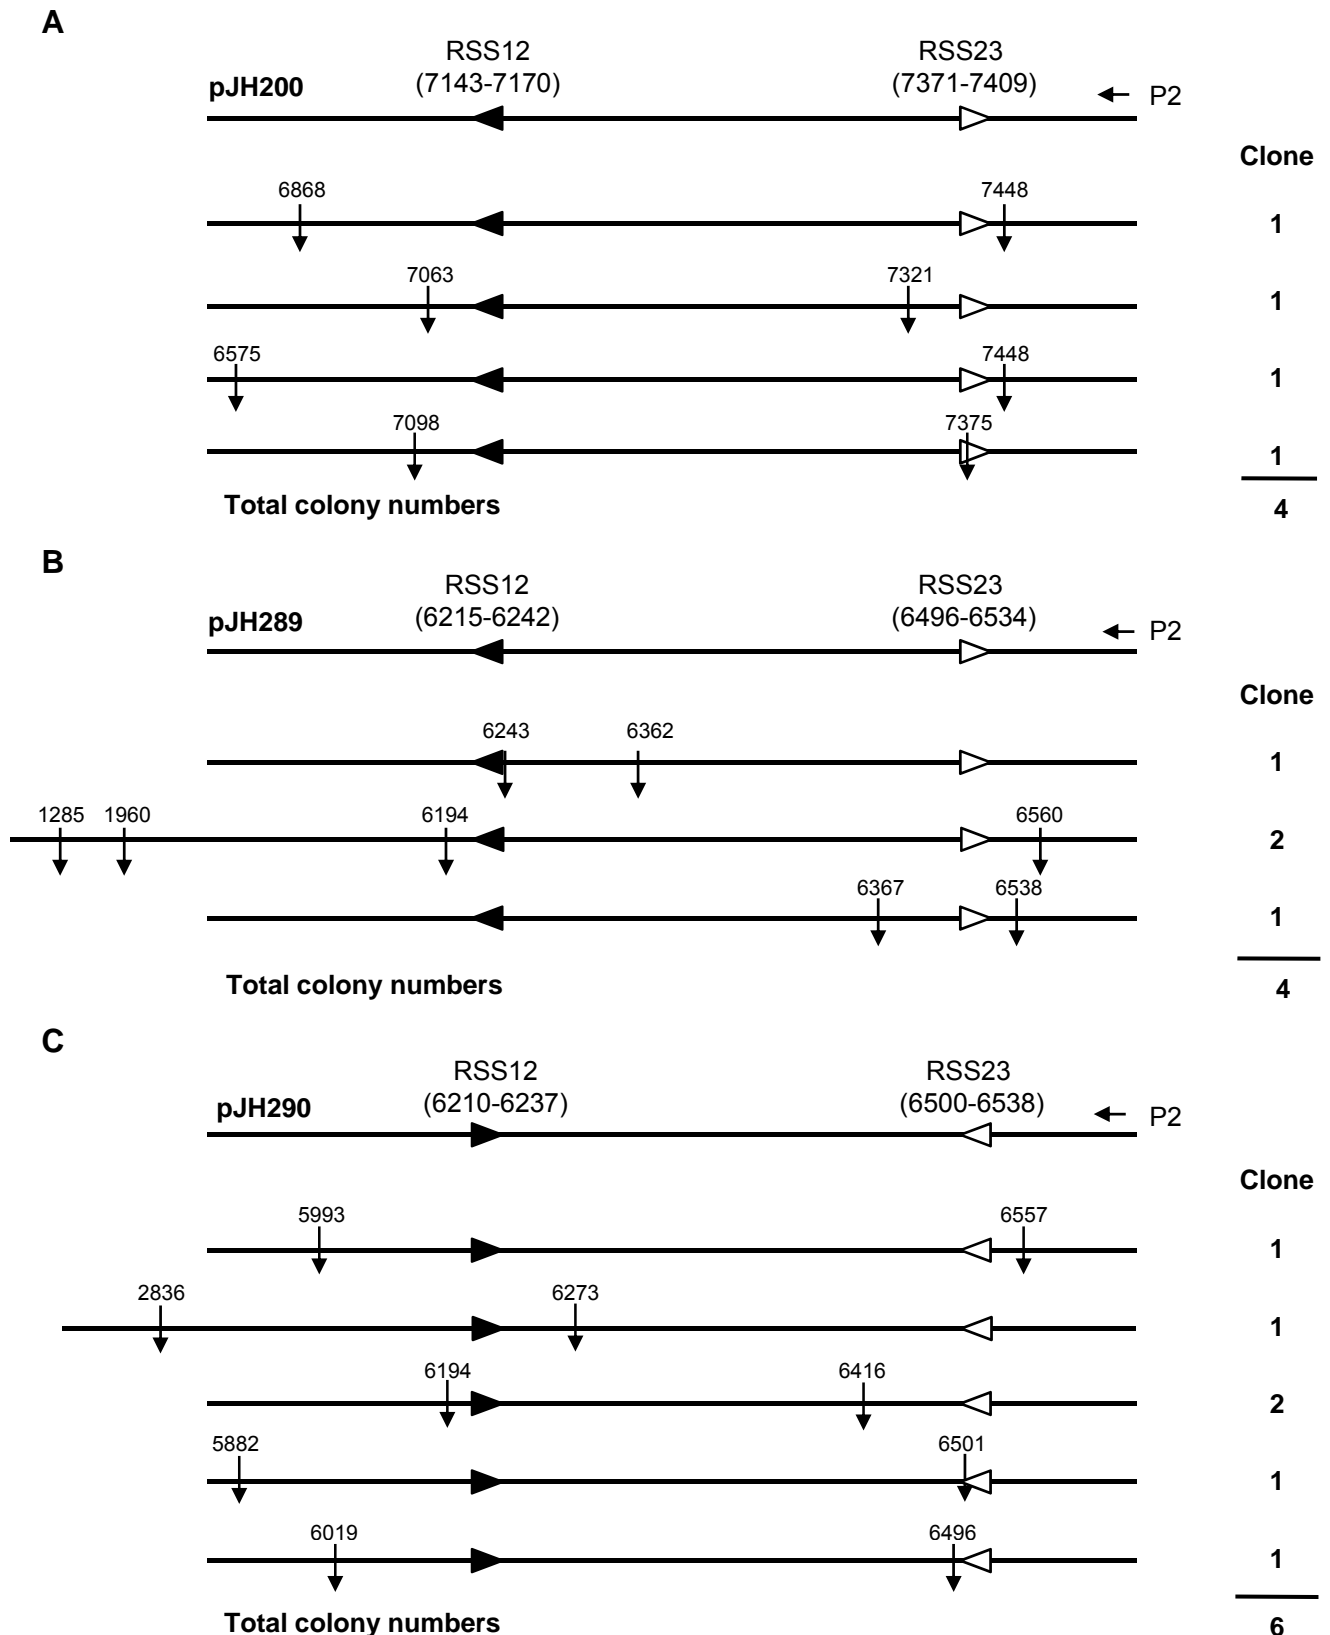 A
RSS12
(7143-7170)
RSS23
(7371-7409)
pJH200
P2
Clone
6868
7448
1
7063
7321
1
6575
7448
1
7098
7375
1
Total colony numbers
4
B
RSS12
(6215-6242)
RSS23
(6496-6534)
pJH289
P2
Clone
6243
6362
1
1285
1960
6194
6560
2
6367
6538
1
Total colony numbers
4
C
RSS12
(6210-6237)
RSS23
(6500-6538)
pJH290
P2
Clone
5993
6557
1
2836
6273
1
6194
6416
2
5882
6501
1
6019
6496
1
Total colony numbers
6